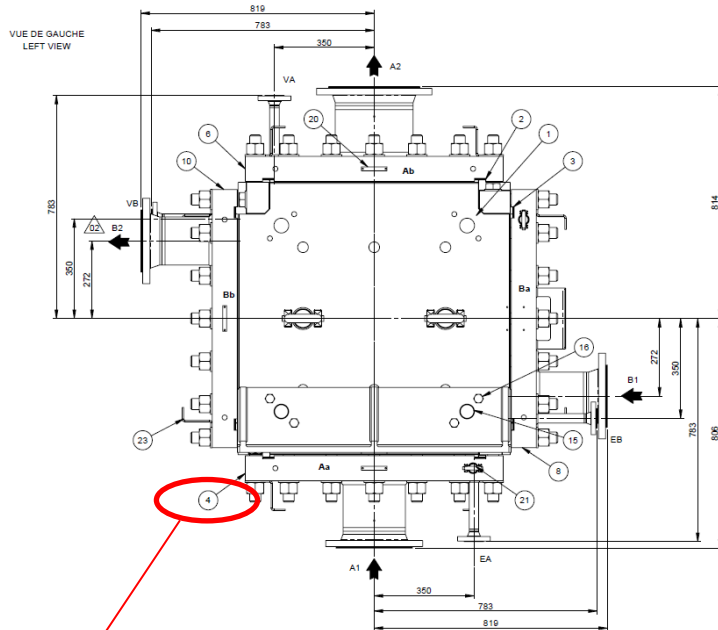 819
783
VUE DE GAUCHE
LEFT VIEW
350
A2
VA
20
2
1
6
Ab
10
3
VB
02
B2
783
350
272
Bb
Ba
814
16
272
350
B1
783
806
23
15
EB
Aa
8
4
21
A1
EA
350
783
819